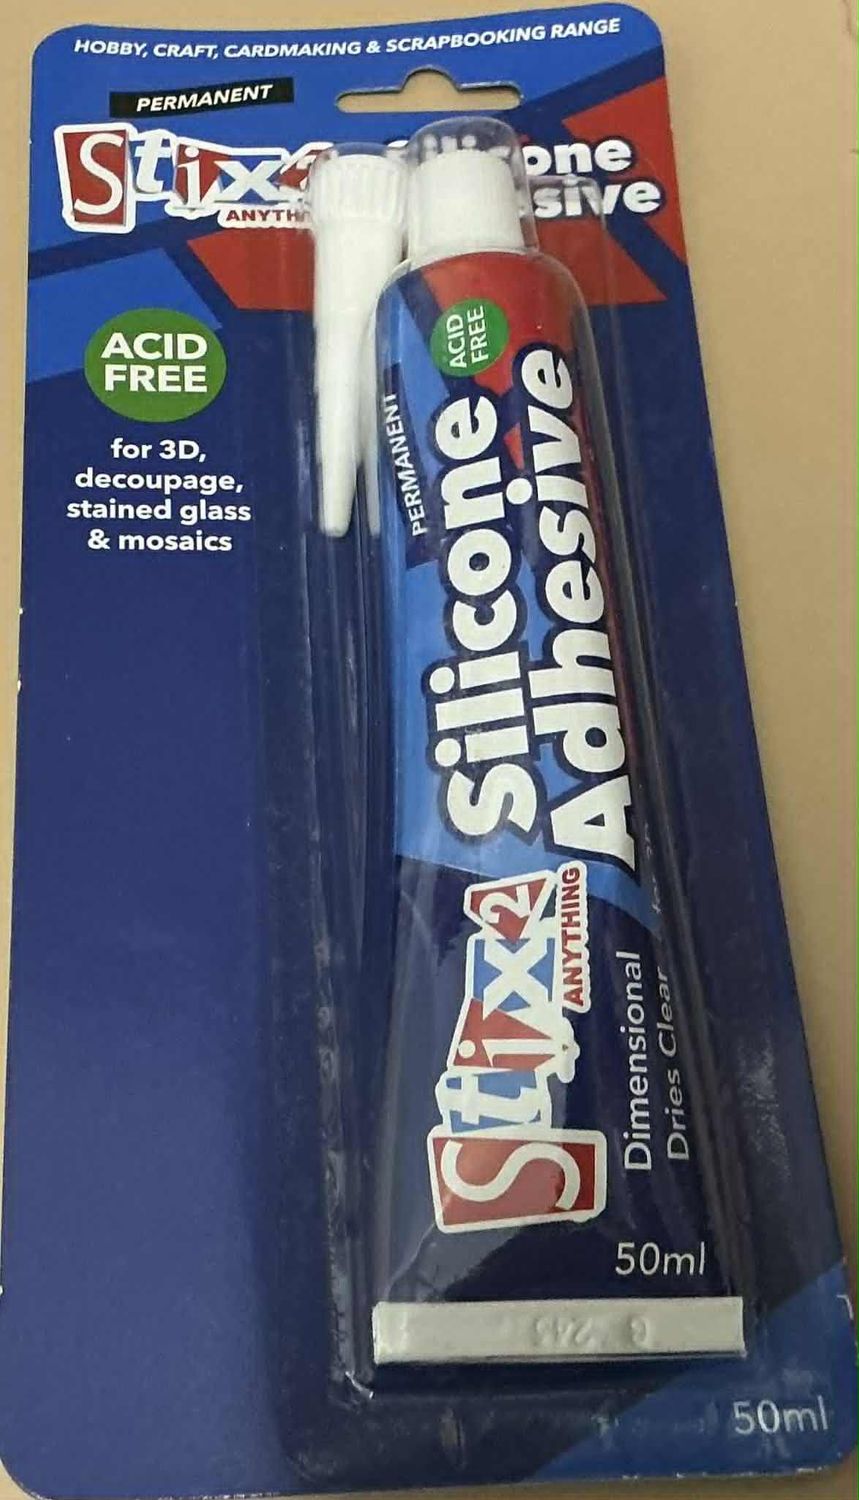 HOBBY, CRAFT, CARDMAKING & SCRAPBOOKING RANGE
PERMANENT
Stix
ACID
FREE
for 3D,
decoupage,
stained glass
& mosaics
ACID
FREE
PERMANENT
Silicone
Adhesive
Stix2
ANYTHING
Dimensional
Dries Clear
50ml
50ml